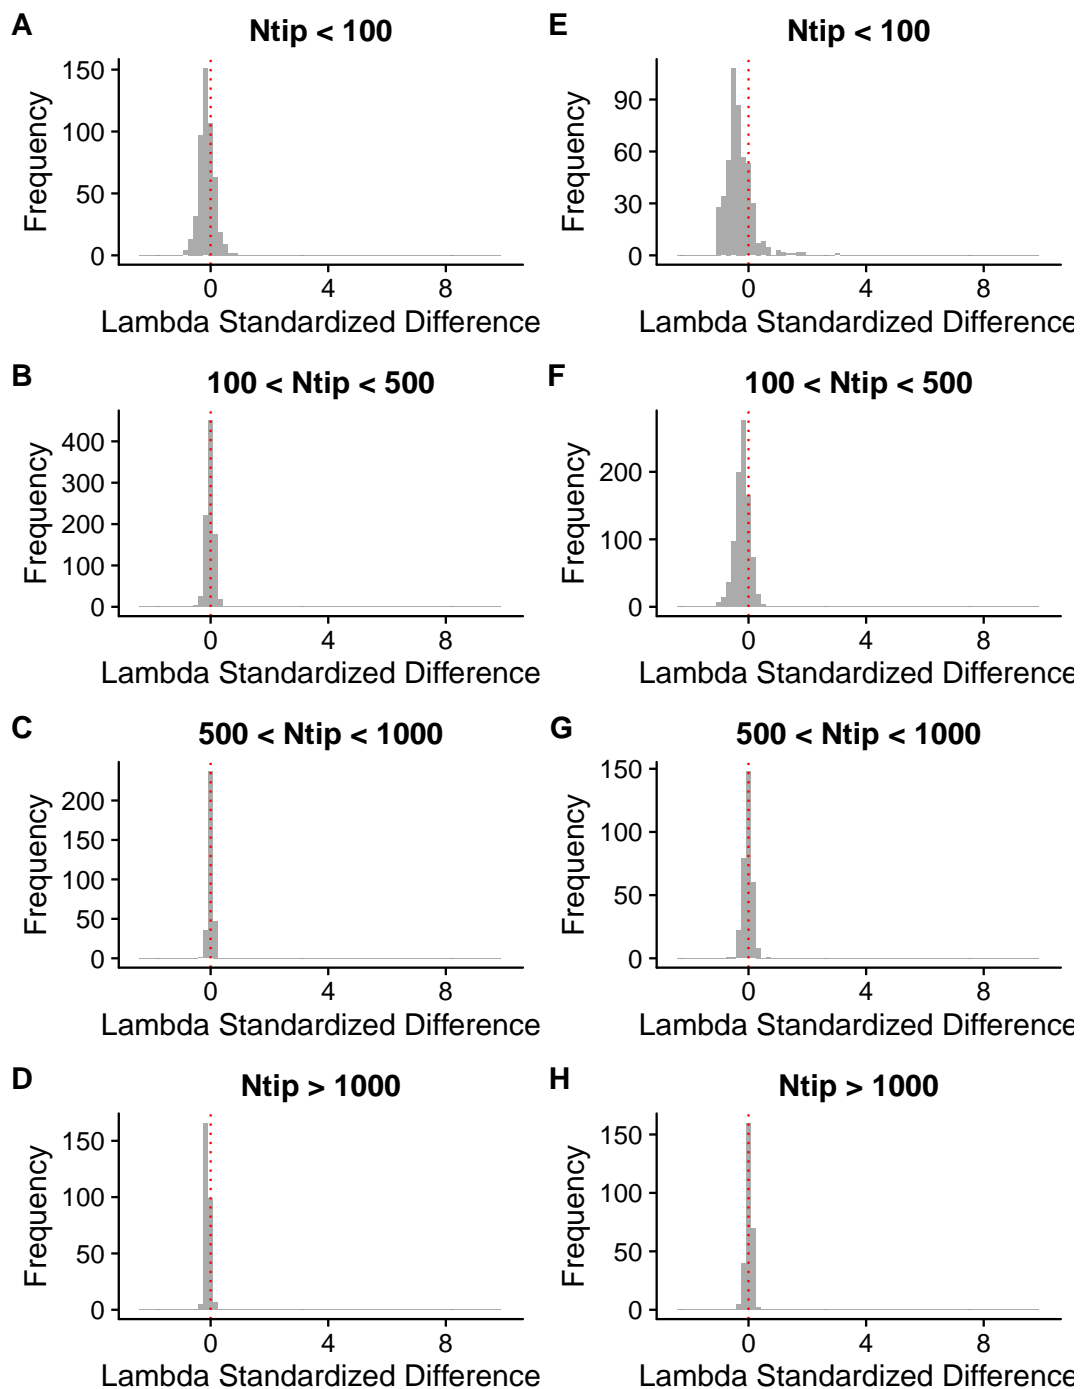 A
Ntip < 100
150
100
50
0
Frequency
0 4 8
Lambda Standardized Difference
E
Ntip < 100
90
60
30
0
Frequency
0 4 8
Lambda Standardized Difference
B
100 < Ntip < 500
400
300
200
100
0
Frequency
0 4 8
Lambda Standardized Difference
F
100 < Ntip < 500
200
100
0
Frequency
0 4 8
Lambda Standardized Difference
C
500 < Ntip < 1000
200
150
100
50
0
Frequency
0 4 8
Lambda Standardized Difference
G
500 < Ntip < 1000
150
100
50
0
Frequency
0 4 8
Lambda Standardized Difference
D
Ntip > 1000
150
100
50
0
Frequency
0 4 8
Lambda Standardized Difference
H
Ntip > 1000
150
100
50
0
Frequency
0 4 8
Lambda Standardized Difference